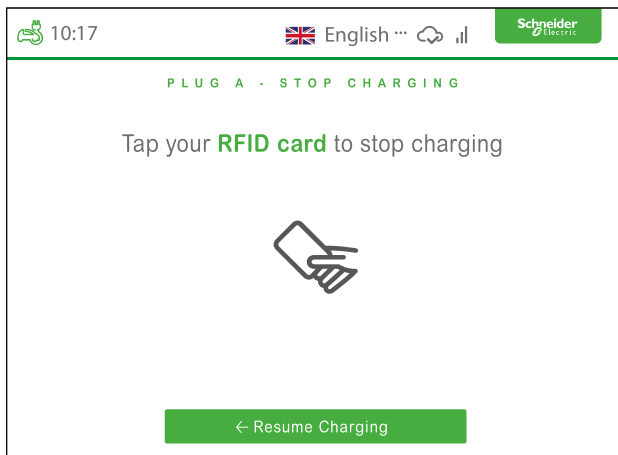 10:17
English ...
Schneider
Electric
PLUG A - STOP CHARGING
Tap your RFID card to stop charging
← Resume Charging